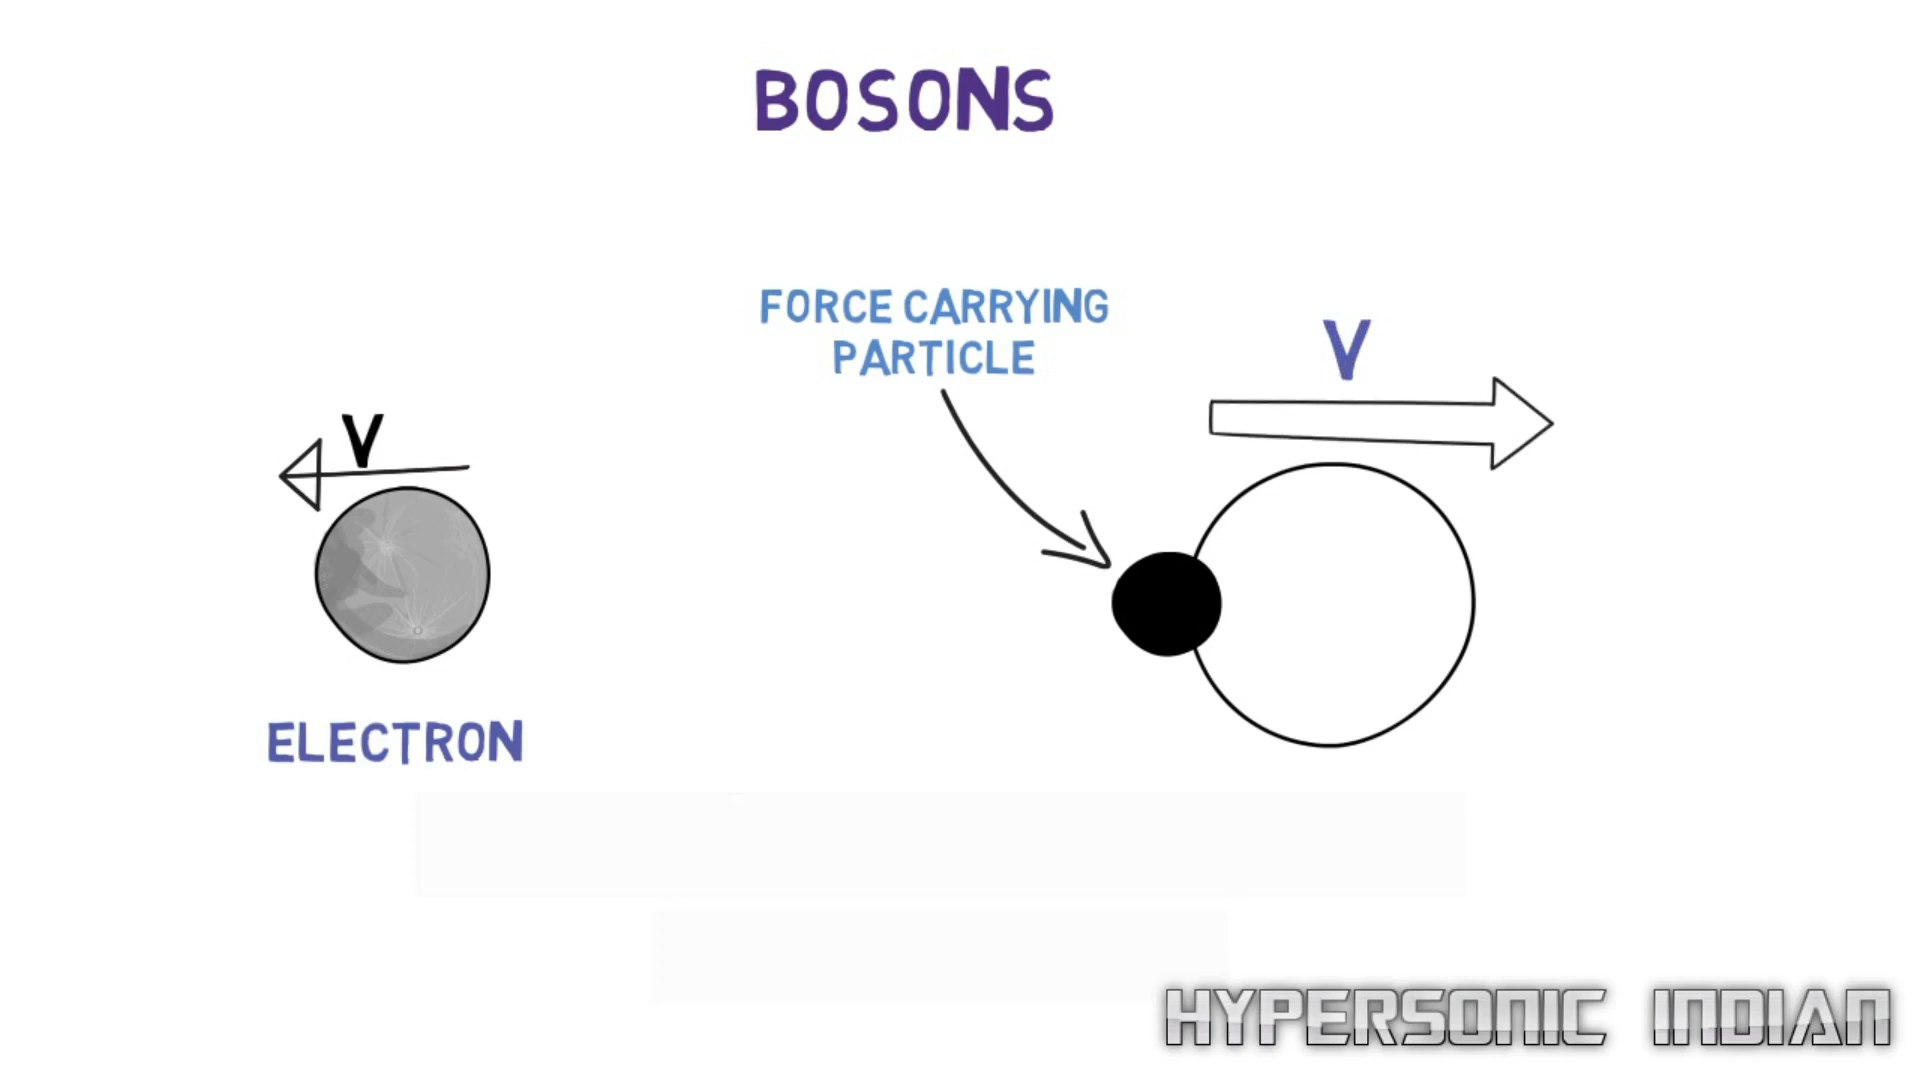 BOSONS
FORCE CARRYING
PARTICLE
V
V
ELECTRON
HYPERSONIC INDIAN